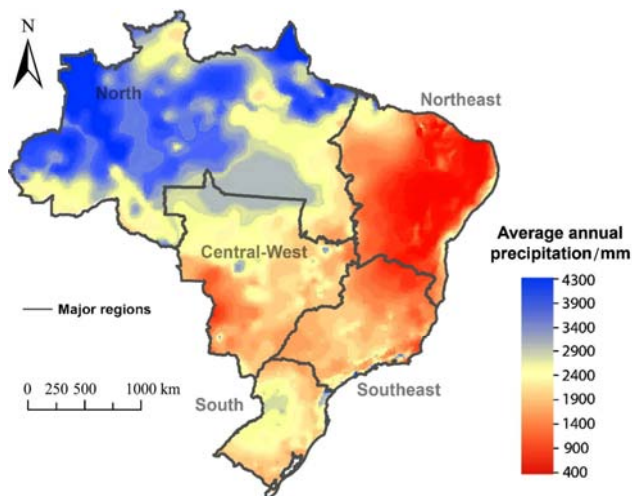 N
North
Northeast
Central-West
Average annual
precipitation/mm
4300
3900
3400
2900
2400
1900
1400
900
400
Major regions
0 250 500 1000 km
South
Southeast